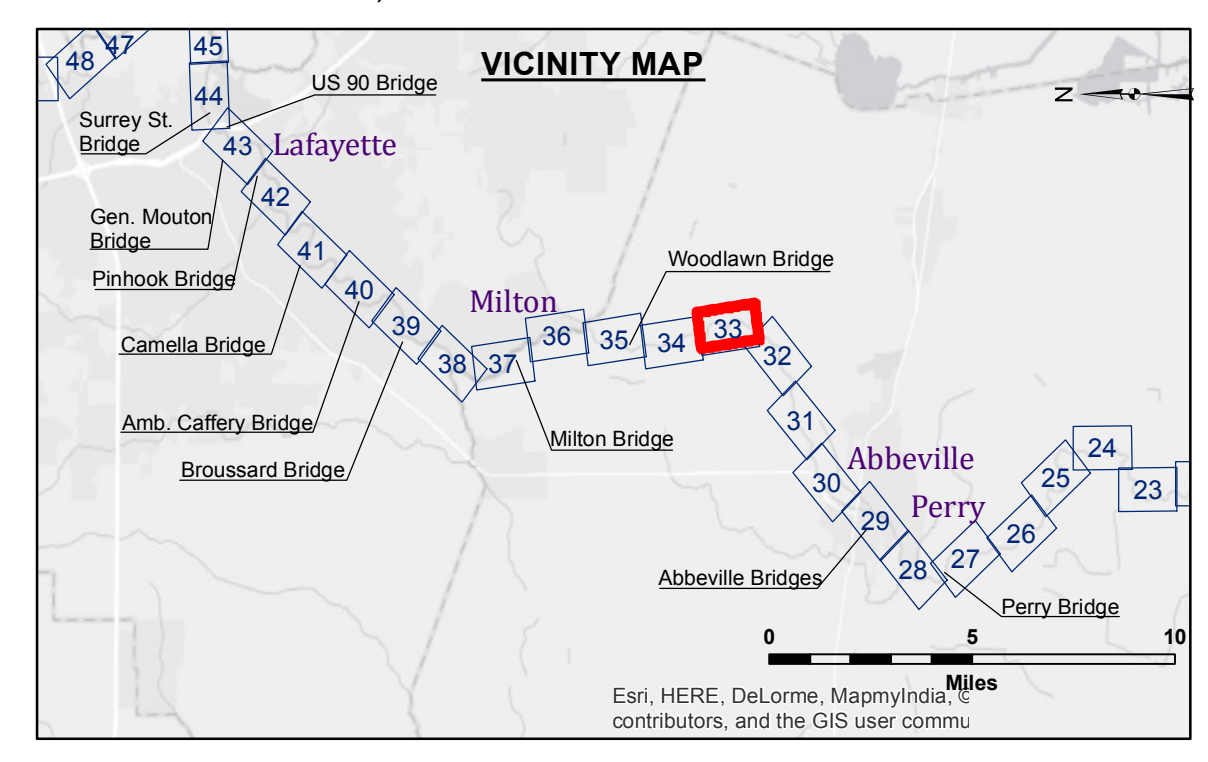 VICINITY MAP
47
48
45
44
US 90 Bridge
N
Surrey St.
Bridge
43
Lafayette
42
Gen. Mouton
Bridge
41
Pinhook Bridge
40
Woodlawn Bridge
Milton
39
36
35
34
33
Camella Bridge
38
37
32
Amb. Caffery Bridge
Milton Bridge
31
Broussard Bridge
Abbeville
30
24
25
23
29
Perry
26
28
27
Abbeville Bridges
Perry Bridge
0 5 10
Miles
Esri, HERE, DeLorme, MapmyIndia, ©
contributors, and the GIS user commu